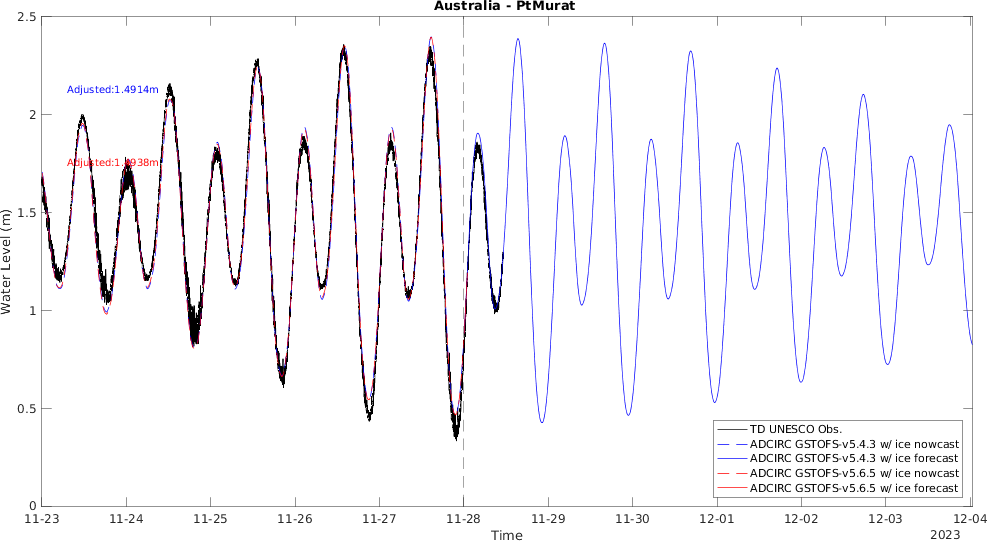 Australia - PtMurat
Water Level (m)
2.5
2
1.5
1
0.5
0
Adjusted:1.4914m
Adjusted:1.4938m
TD UNESCO Obs.
ADCIRC GSTOFS-v5.4.3 w/ ice nowcast
ADCIRC GSTOFS-v5.4.3 w/ ice forecast
ADCIRC GSTOFS-v5.6.5 w/ ice nowcast
ADCIRC GSTOFS-v5.6.5 w/ ice forecast
11-23 11-24 11-25 11-26 11-27 11-28 11-29 11-30 12-01 12-02 12-03 12-04
Time
2023